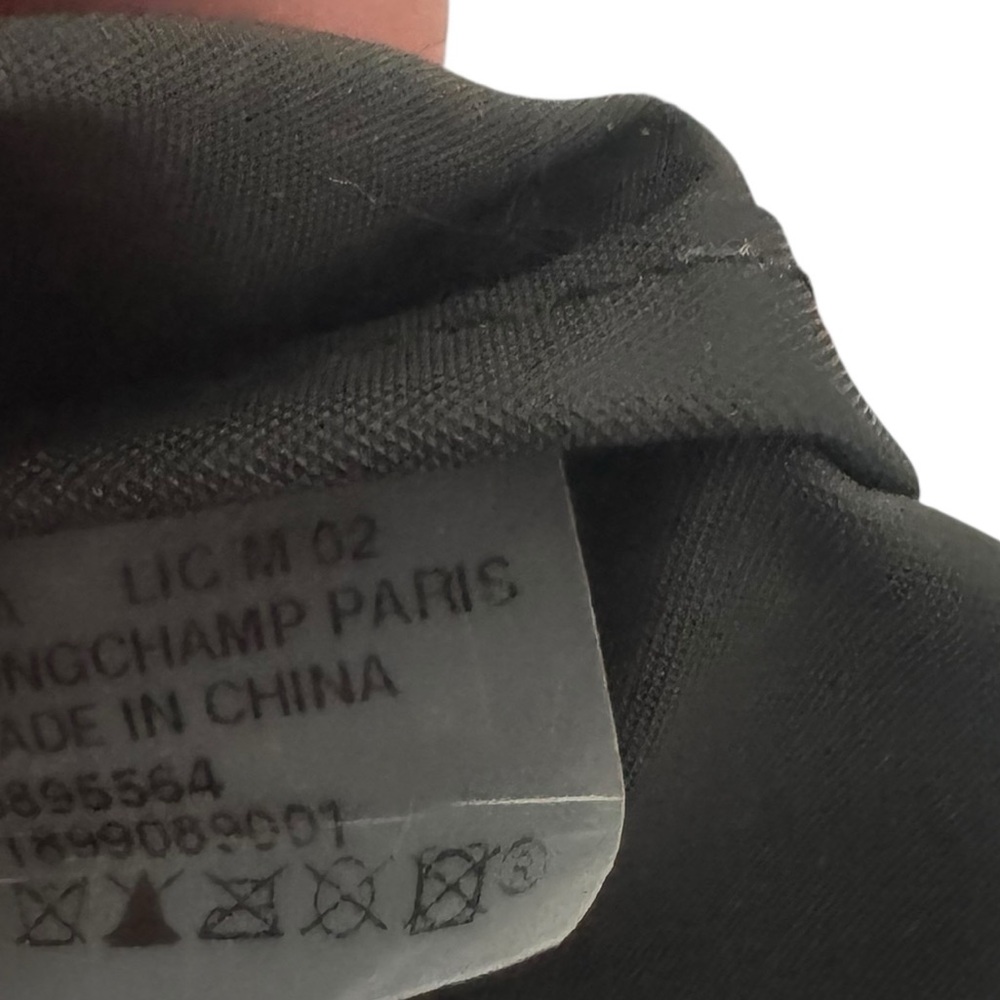 A LIC M 02
NGCHAMP PARIS
ADE IN CHINA
895564
1899089001